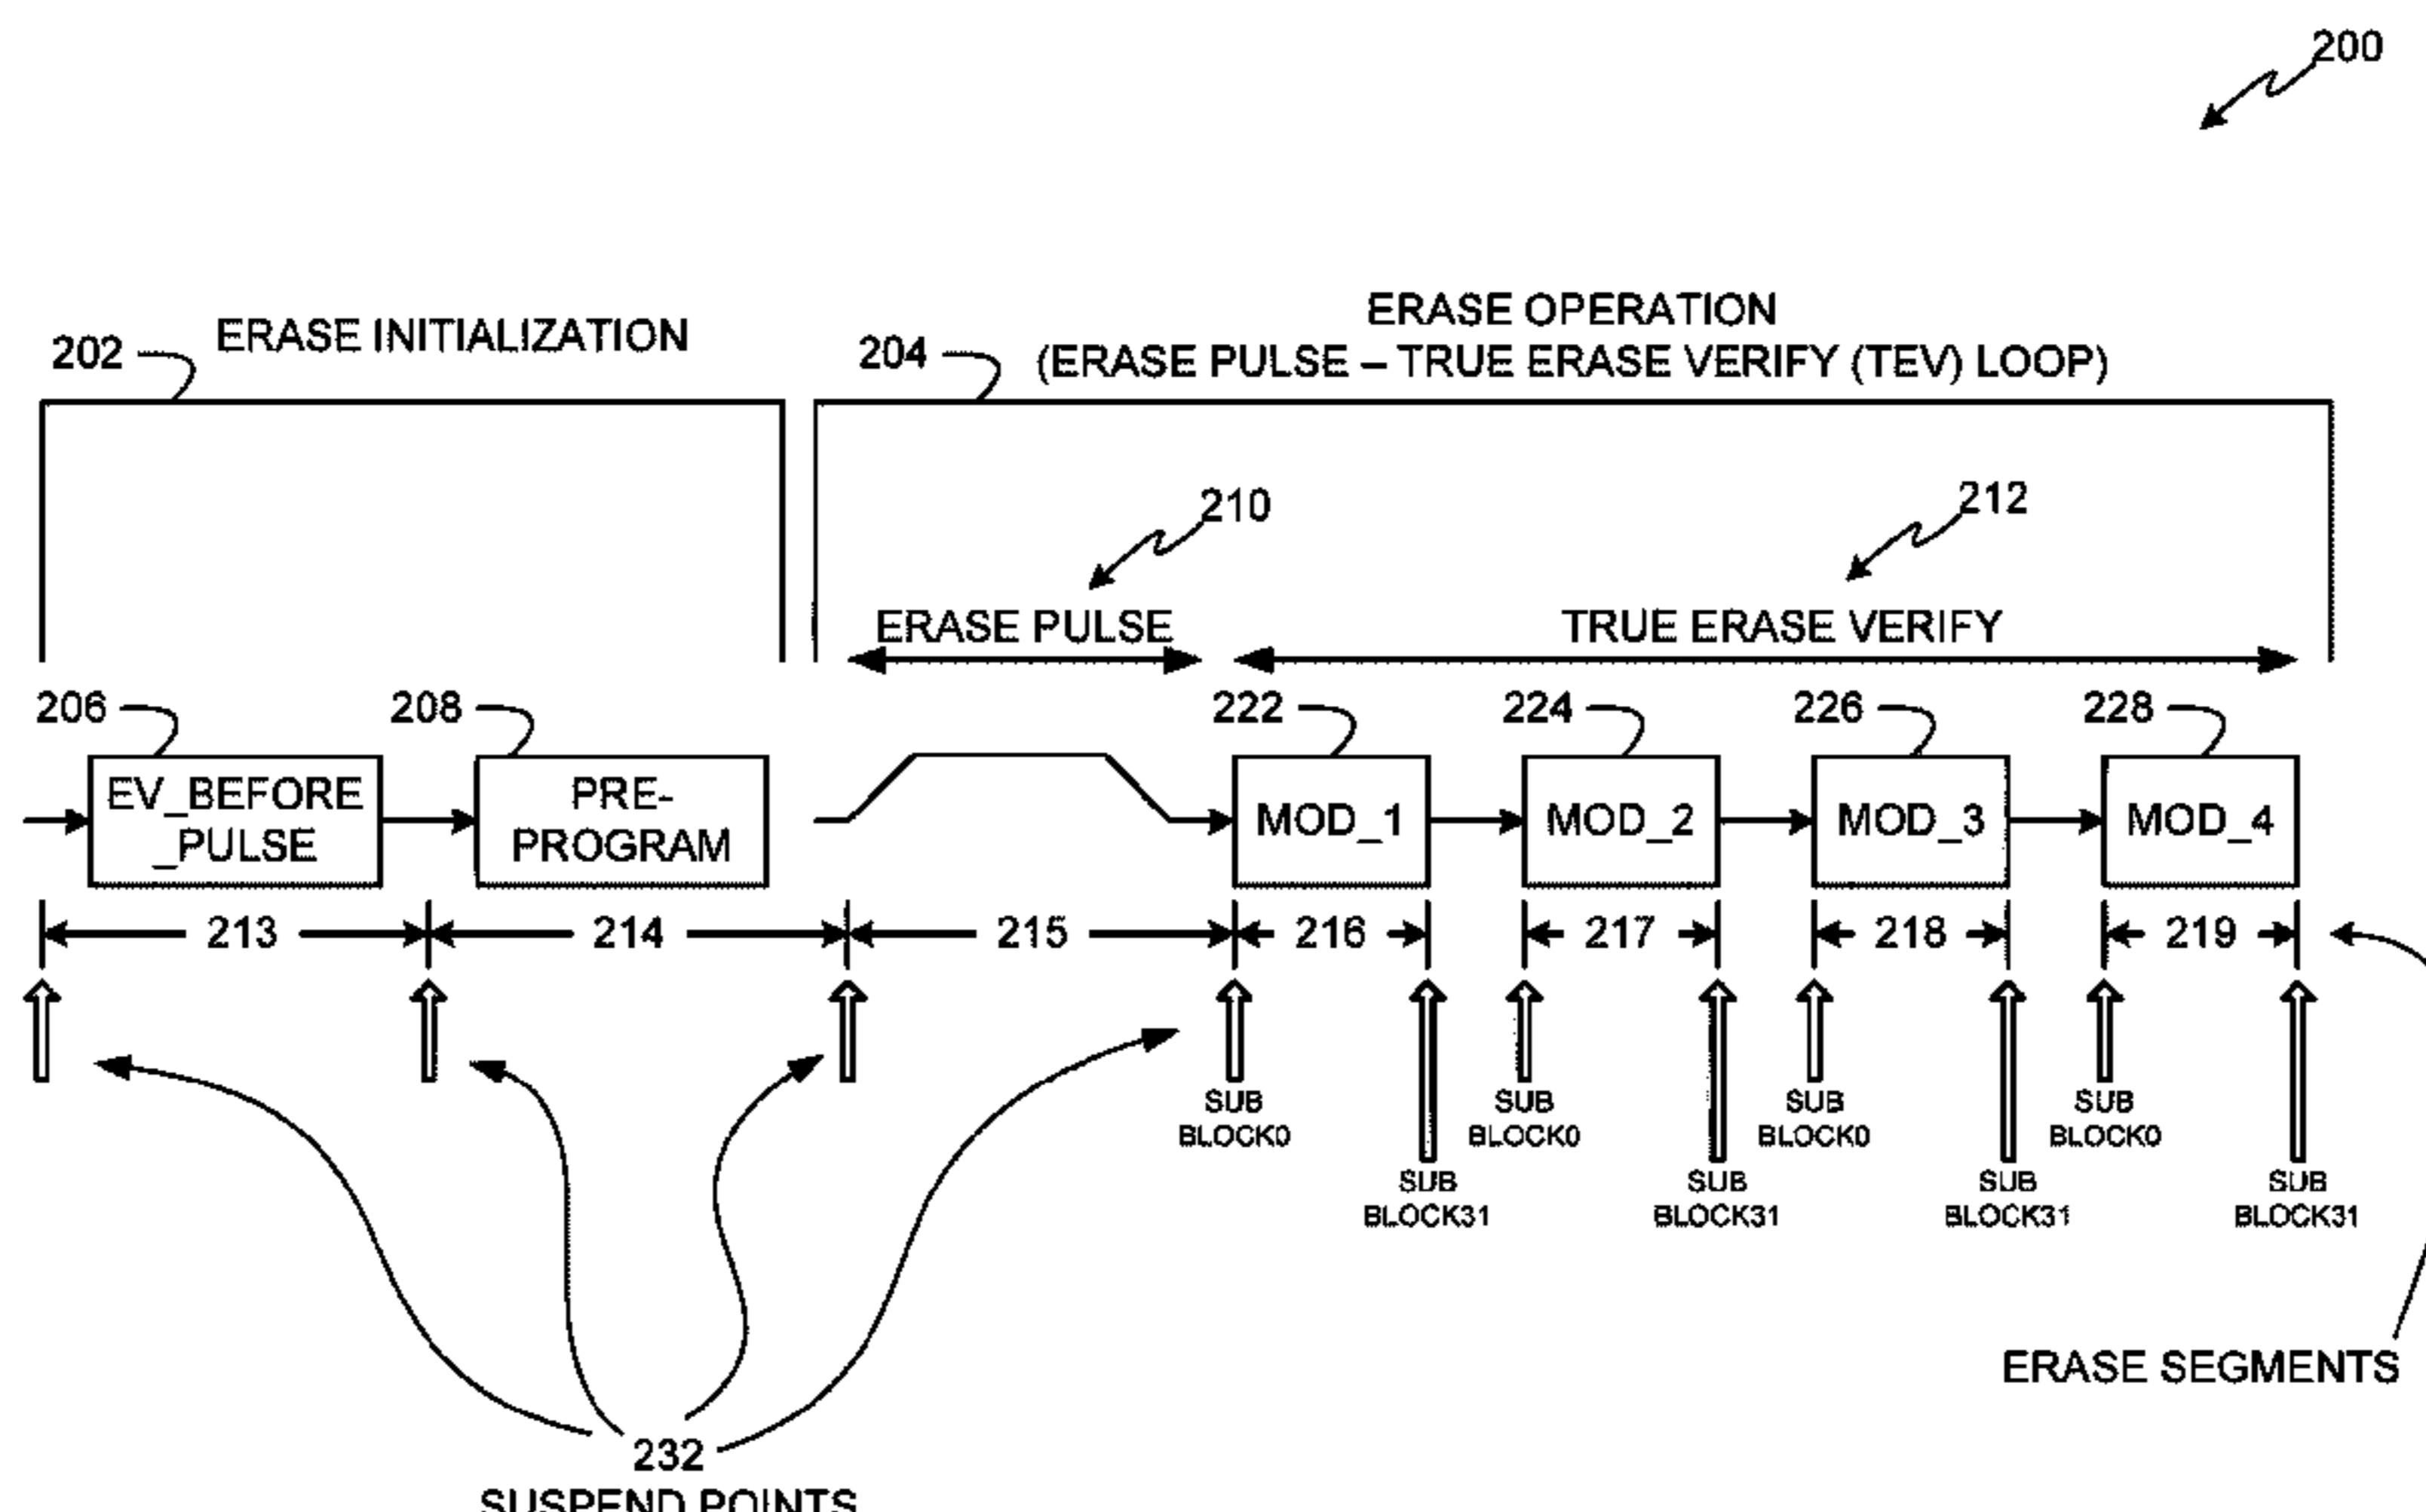 200
ERASE OPERATION
202 ERASE INITIALIZATION 204 (ERASE PULSE – TRUE ERASE VERIFY (TEV) LOOP)
210 212
ERASE PULSE TRUE ERASE VERIFY
206 208 222 224 226 228
EV_BEFORE
_PULSE
PRE-
PROGRAM
MOD_1 MOD_2 MOD_3 MOD_4
213 214 215 216 217 218 219
SUB
BLOCK0
SUB
BLOCK31
SUB
BLOCK0
SUB
BLOCK31
SUB
BLOCK0
SUB
BLOCK31
SUB
BLOCK0
SUB
BLOCK31
ERASE SEGMENTS
232
SUSPEND POINTS